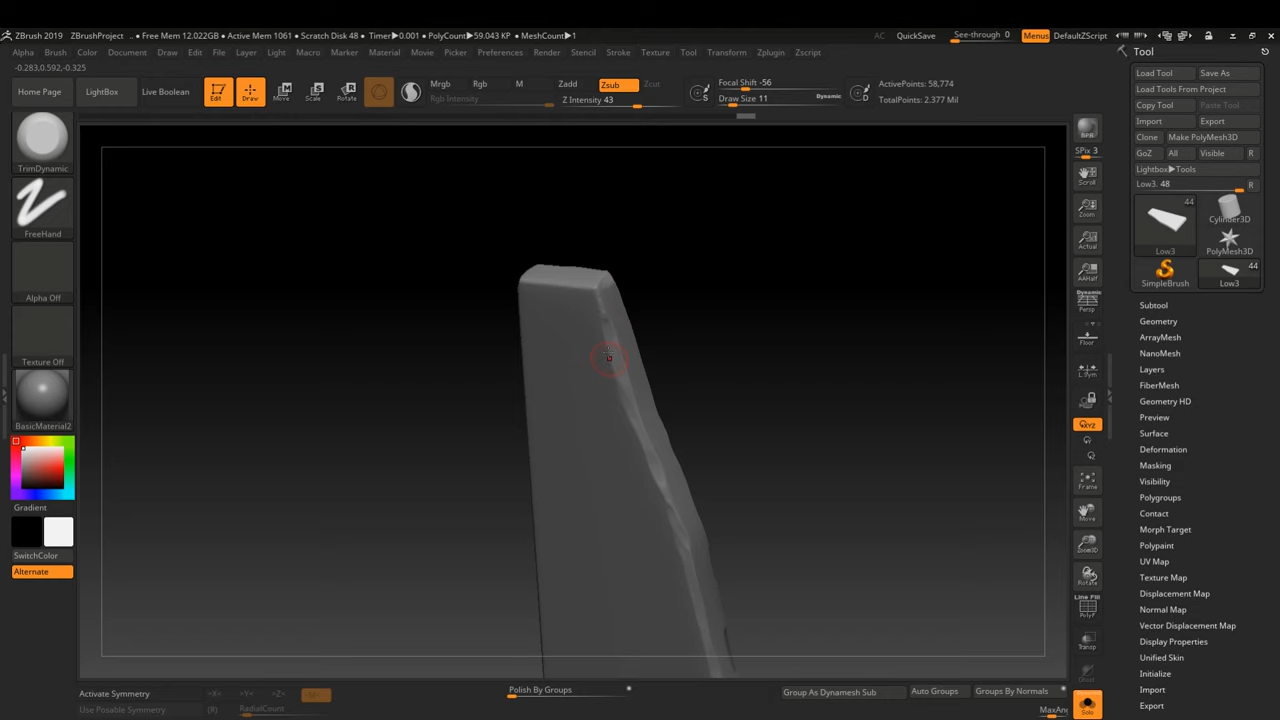 ZBrush 2019 ZBrushProject .. • Free Mem 12.022GB • Active Mem 1061 • Scratch Disk 48 • Timer▶0.001 • PolyCount▶59.043 KP • MeshCount▶1 AC QuickSave See-through 0 Menus DefaultZScript
Alpha Brush Color Document Draw Edit File Layer Light Macro Marker Material Movie Picker Preferences Render Stencil Stroke Texture Tool Transform Zplugin Zscript
-0.283,0.592,-0.325
Home Page LightBox Live Boolean Edit Draw Move Scale Rotate
Mrgb Rgb M Zadd Zsub Zcut
Rgb Intensity Z Intensity 43
Focal Shift -56
Draw Size 11 Dynamic
S D
ActivePoints: 58,774
TotalPoints: 2.377 Mil
TrimDynamic
FreeHand
Alpha Off
Texture Off
BasicMaterial2
Gradient
SwitchColor
Alternate
BPR
SPix 3
Scroll
Zoom
Actual
AAHalf
Dynamic
Persp
Floor
L.Sym
XYZ
Frame
Move
Zoom3D
Rotate
Line Fill
PolyF
Transp
Ghost
Solo
Tool
Load Tool Save As
Load Tools From Project
Copy Tool Paste Tool
Import Export
Clone Make PolyMesh3D
GoZ All Visible R
Lightbox▶Tools
Low3. 48 R
44
Low3
Cylinder3D
PolyMesh3D
SimpleBrush
44
Low3
Subtool
Geometry
ArrayMesh
NanoMesh
Layers
FiberMesh
Geometry HD
Preview
Surface
Deformation
Masking
Visibility
Polygroups
Contact
Morph Target
Polypaint
UV Map
Texture Map
Displacement Map
Normal Map
Vector Displacement Map
Display Properties
Unified Skin
Initialize
Import
Export
Activate Symmetry >X< >Y< >Z< >M<
Use Posable Symmetry (R) RadialCount
Polish By Groups
Group As Dynamesh Sub Auto Groups Groups By Normals
MaxAn